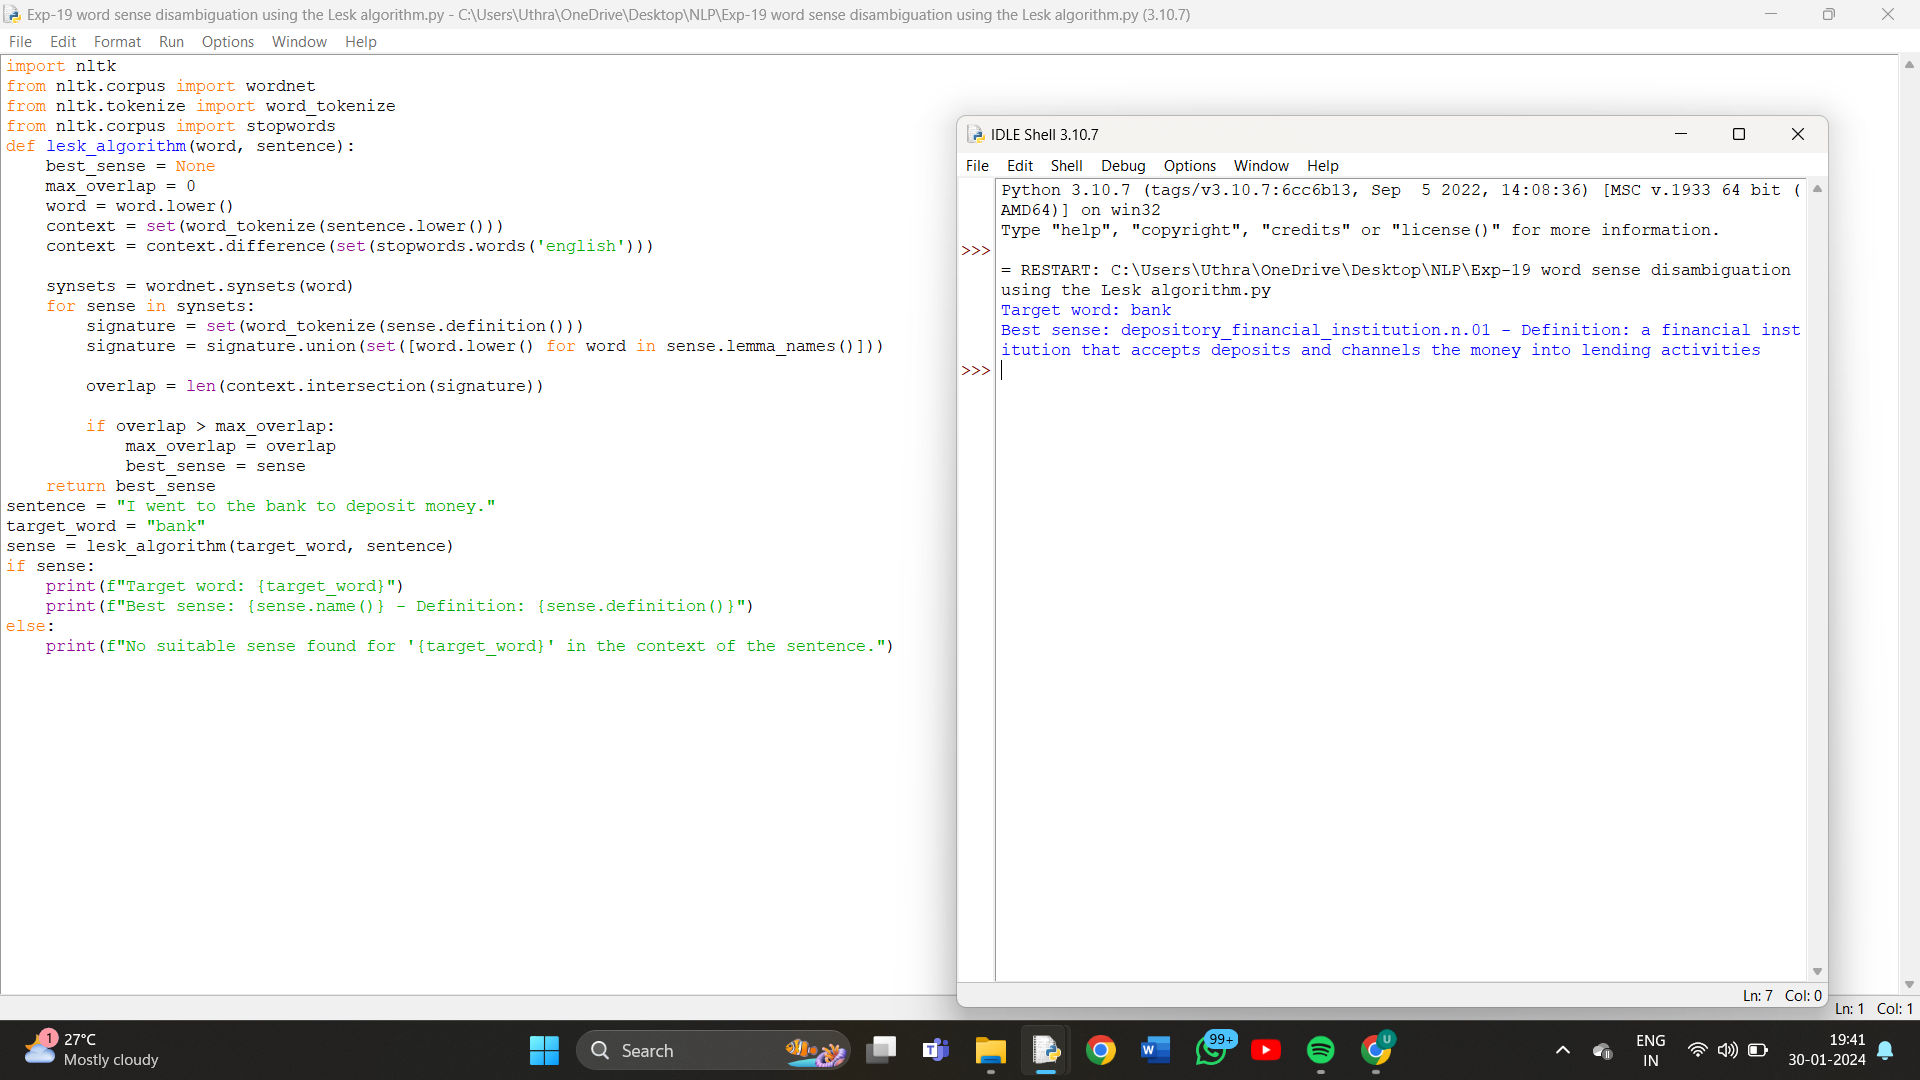 Exp-19 word sense disambiguation using the Lesk algorithm.py - C:\Users\Uthra\OneDrive\Desktop\NLP\Exp-19 word sense disambiguation using the Lesk algorithm.py (3.10.7)
File Edit Format Run Options Window Help
import nltk
from nltk.corpus import wordnet
from nltk.tokenize import word_tokenize
from nltk.corpus import stopwords
def lesk_algorithm(word, sentence):
    best_sense = None
    max_overlap = 0
    word = word.lower()
    context = set(word_tokenize(sentence.lower()))
    context = context.difference(set(stopwords.words('english')))
    synsets = wordnet.synsets(word)
    for sense in synsets:
        signature = set(word_tokenize(sense.definition()))
        signature = signature.union(set([word.lower() for word in sense.lemma_names()]))
        overlap = len(context.intersection(signature))
        if overlap > max_overlap:
            max_overlap = overlap
            best_sense = sense
    return best_sense
sentence = "I went to the bank to deposit money."
target_word = "bank"
sense = lesk_algorithm(target_word, sentence)
if sense:
    print(f"Target word: {target_word}")
    print(f"Best sense: {sense.name()} - Definition: {sense.definition()}")
else:
    print(f"No suitable sense found for '{target_word}' in the context of the sentence.")
Ln: 1 Col: 1
IDLE Shell 3.10.7
File Edit Shell Debug Options Window Help
Python 3.10.7 (tags/v3.10.7:6cc6b13, Sep  5 2022, 14:08:36) [MSC v.1933 64 bit (
AMD64)] on win32
Type "help", "copyright", "credits" or "license()" for more information.
>>>
= RESTART: C:\Users\Uthra\OneDrive\Desktop\NLP\Exp-19 word sense disambiguation
using the Lesk algorithm.py
Target word: bank
Best sense: depository_financial_institution.n.01 - Definition: a financial inst
itution that accepts deposits and channels the money into lending activities
>>>
Ln: 7 Col: 0
1
27°C
Mostly cloudy
Search
T
W
99+
U
ENG
IN
19:41
30-01-2024